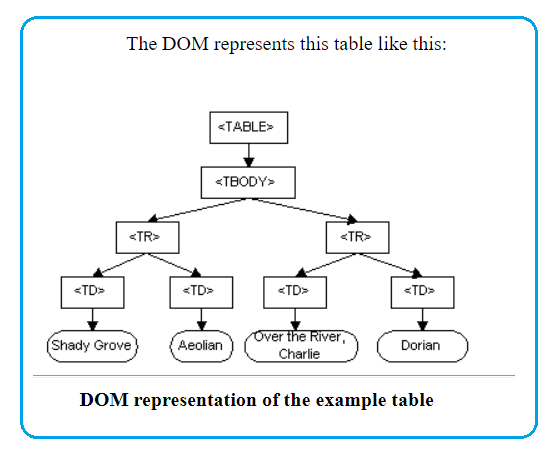 The DOM represents this table like this:
<TABLE>
<TBODY>
<TR> <TR>
<TD> <TD> <TD> <TD>
Shady Grove Aeolian Over the River, Charlie Dorian
DOM representation of the example table